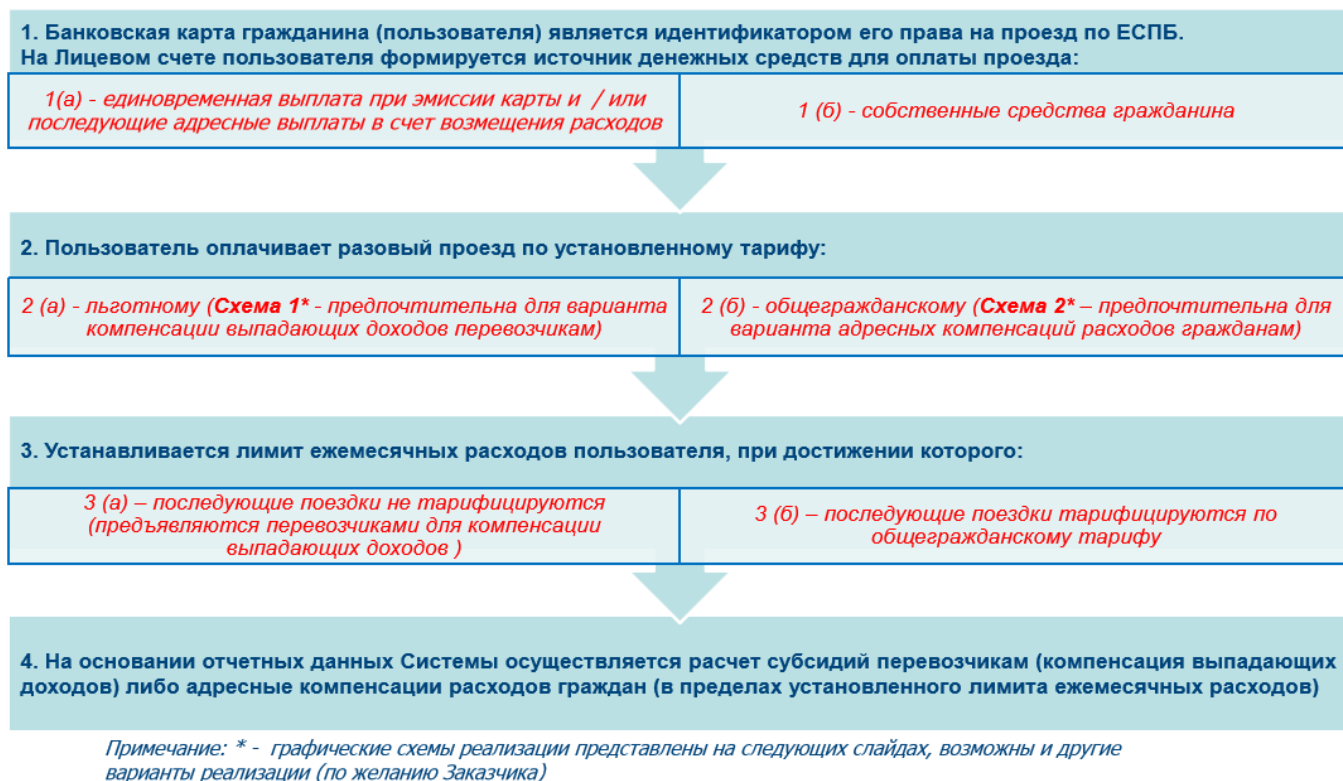 1. Банковская карта гражданина (пользователя) является идентификатором его права на проезд по ЕСПБ.
На Лицевом счете пользователя формируется источник денежных средств для оплаты проезда:
1(а) - единовременная выплата при эмиссии карты и / или
последующие адресные выплаты в счет возмещения расходов
1 (б) - собственные средства гражданина
2. Пользователь оплачивает разовый проезд по установленному тарифу:
2 (а) - льготному (Схема 1* - предпочтительна для варианта
компенсации выпадающих доходов перевозчикам)
2 (б) - общегражданскому (Схема 2* – предпочтительна для
варианта адресных компенсаций расходов гражданам)
3. Устанавливается лимит ежемесячных расходов пользователя, при достижении которого:
3 (а) – последующие поездки не тарифицируются
(предъявляются перевозчиками для компенсации
выпадающих доходов )
3 (б) – последующие поездки тарифицируются по
общегражданскому тарифу
4. На основании отчетных данных Системы осуществляется расчет субсидий перевозчикам (компенсация выпадающих
доходов) либо адресные компенсации расходов граждан (в пределах установленного лимита ежемесячных расходов)
Примечание: * - графические схемы реализации представлены на следующих слайдах, возможны и другие
варианты реализации (по желанию Заказчика)